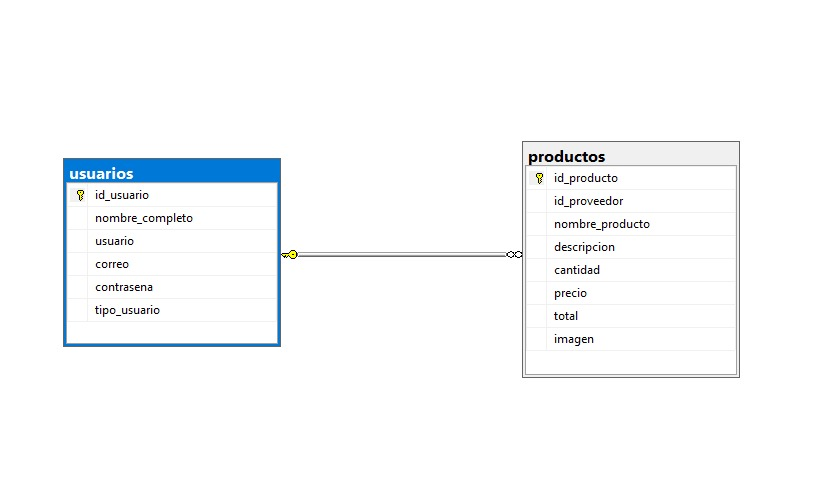 usuarios
id_usuario
nombre_completo
usuario
correo
contrasena
tipo_usuario
productos
id_producto
id_proveedor
nombre_producto
descripcion
cantidad
precio
total
imagen